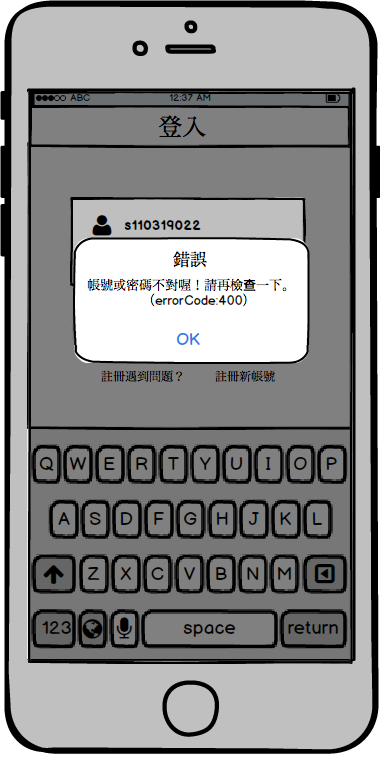 ABC 12:37 AM
登入
s110319022
錯誤
帳號或密碼不對喔！請再檢查一下。
（errorCode:400）
OK
註冊遇到問題？ 註冊新帳號
Q W E R T Y U I O P
A S D F G H J K L
Z X C V B N M
123 space return